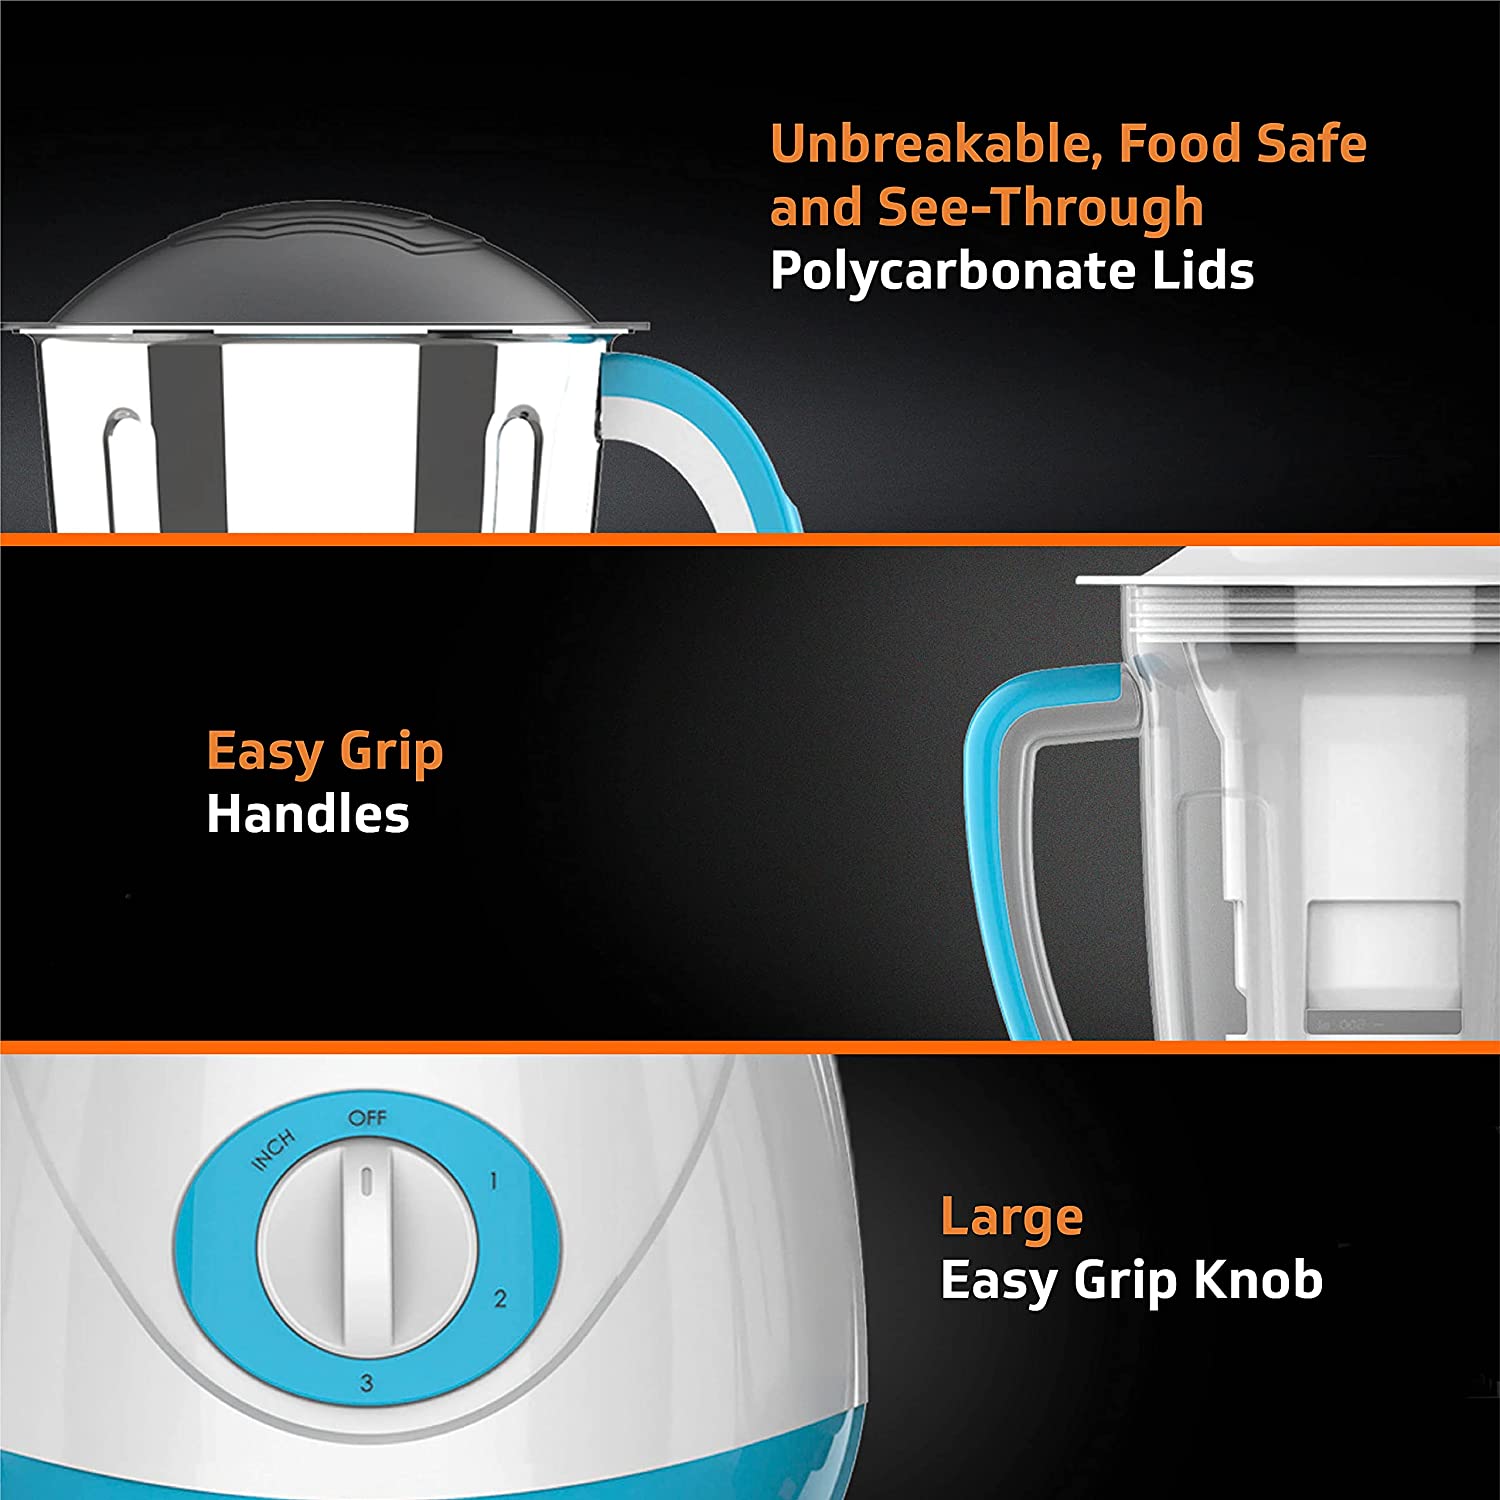 Unbreakable, Food Safe
and See-Through
Polycarbonate Lids
Easy Grip
Handles
OFF
INCH
1
2
3
Large
Easy Grip Knob